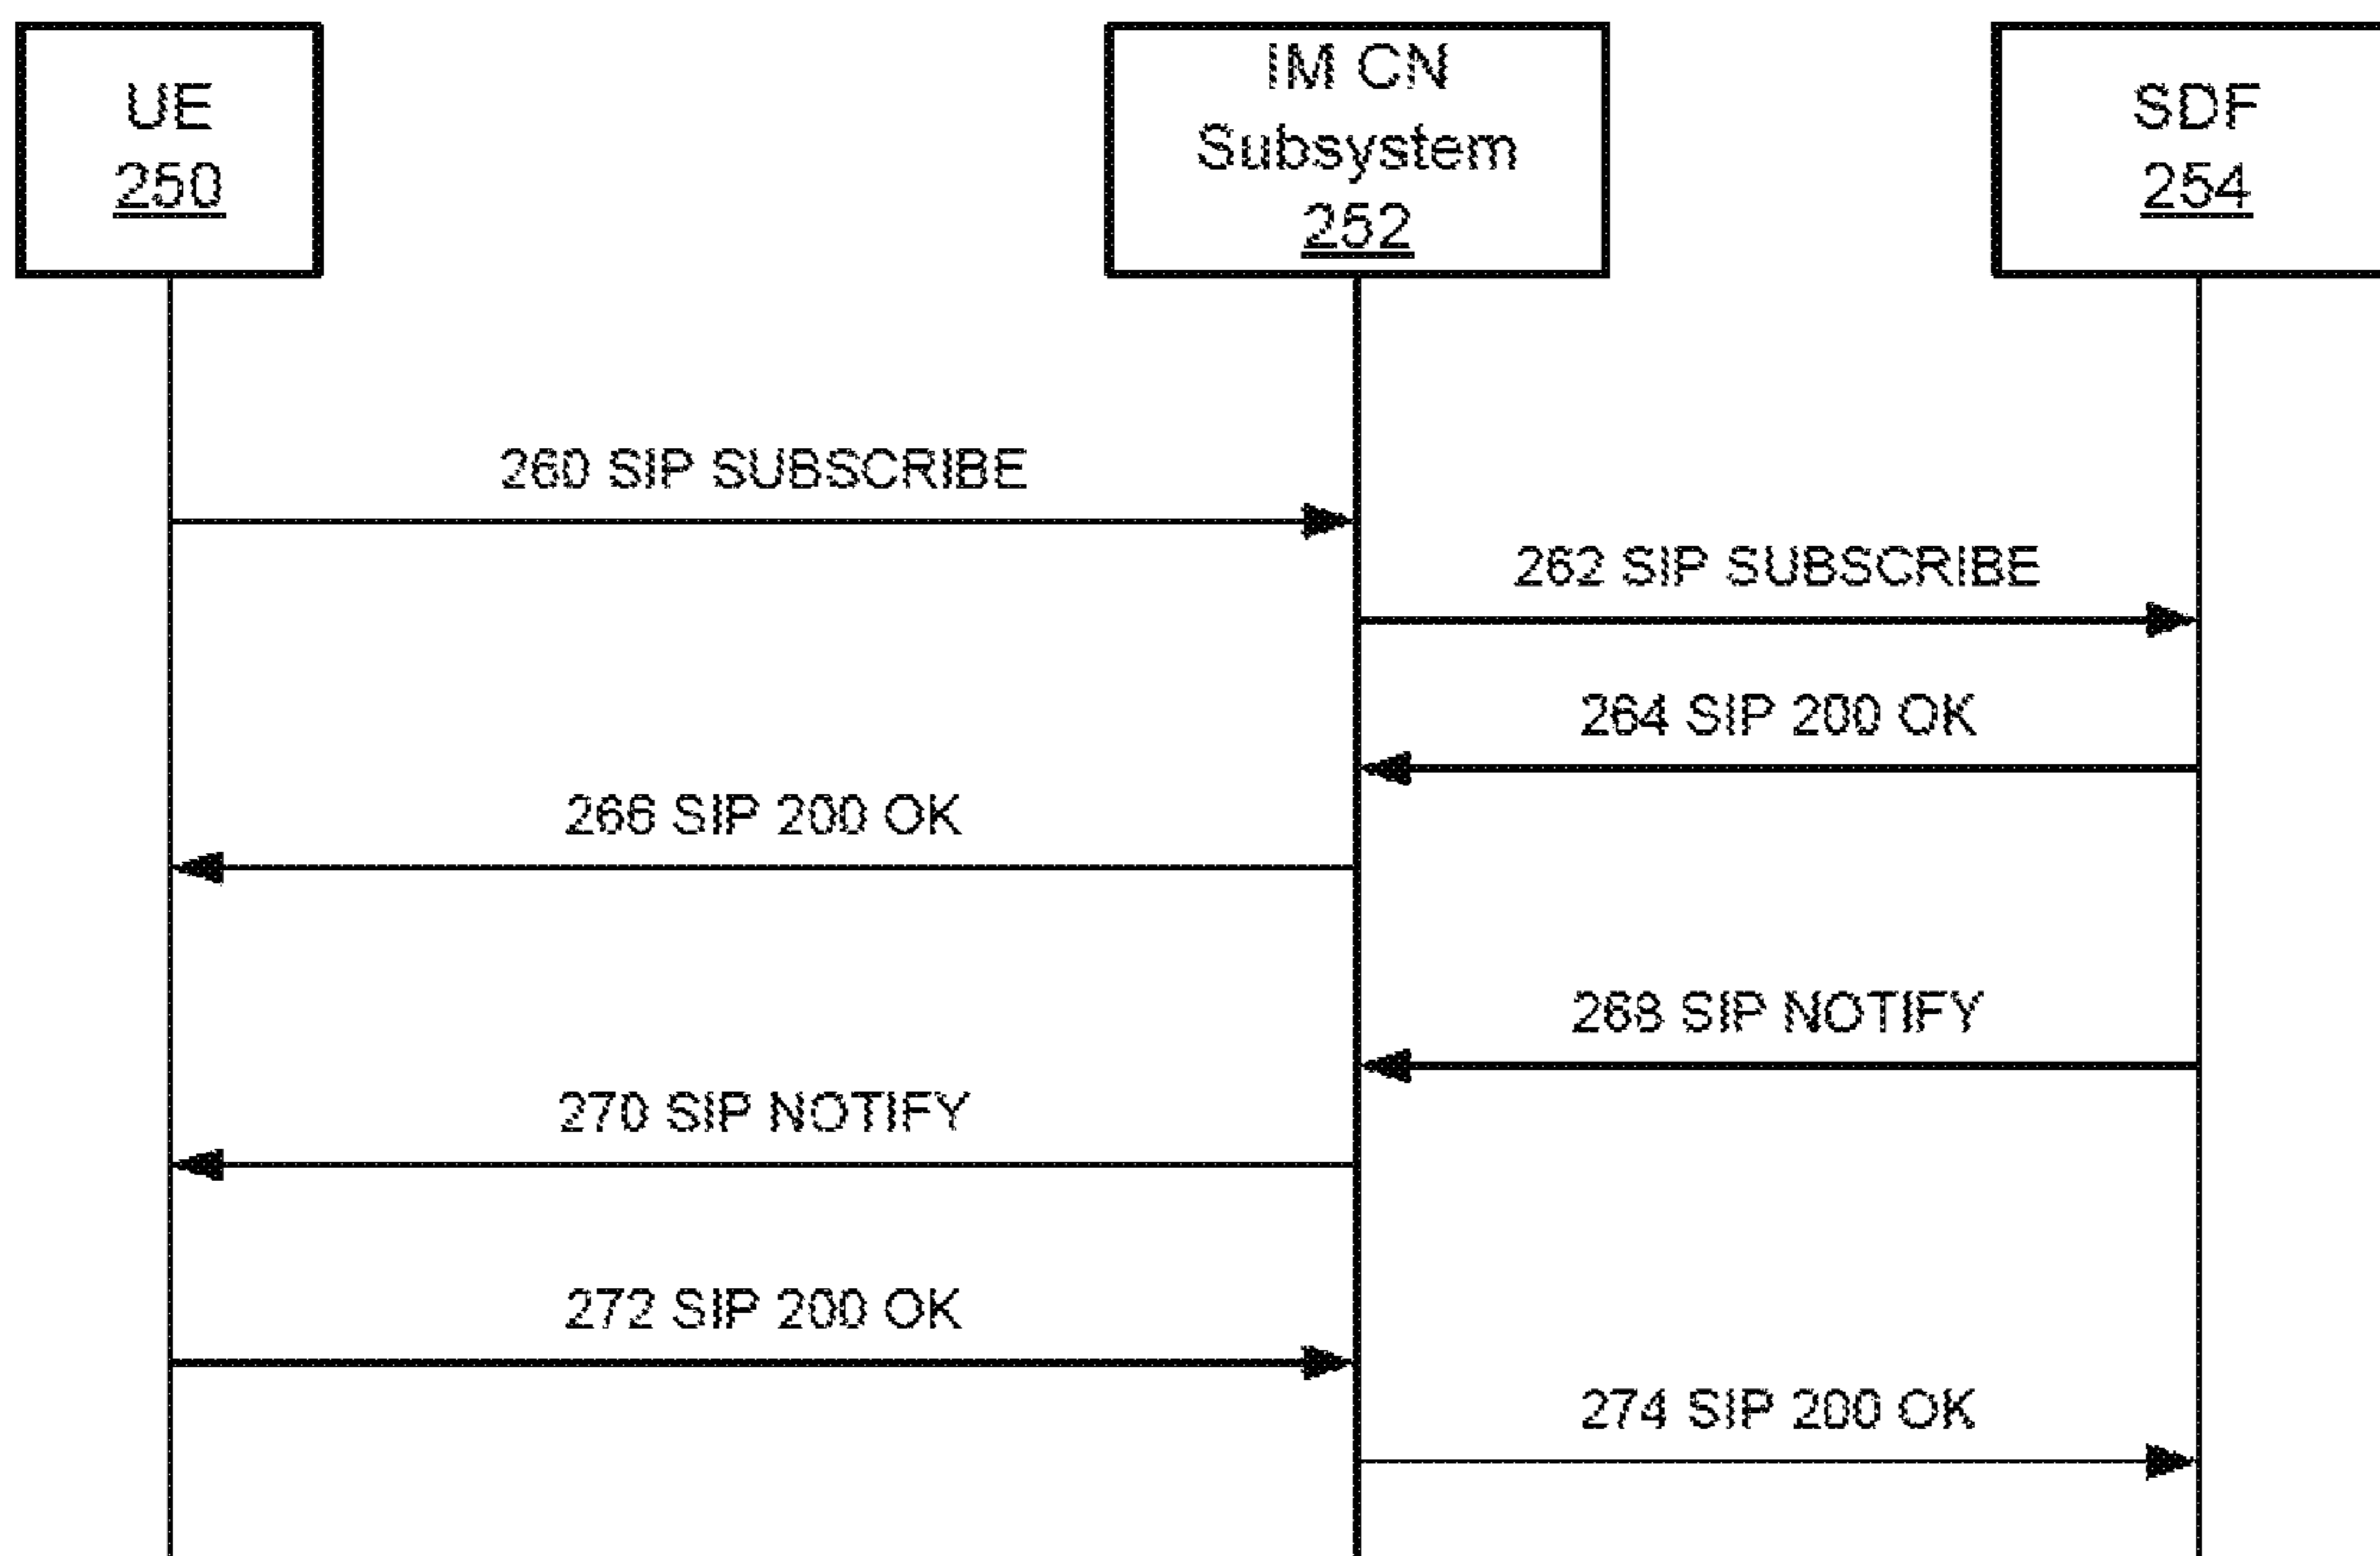 UE
250
IM CN
Subsystem
252
SDF
254
260 SIP SUBSCRIBE
262 SIP SUBSCRIBE
264 SIP 200 OK
266 SIP 200 OK
268 SIP NOTIFY
270 SIP NOTIFY
272 SIP 200 OK
274 SIP 200 OK